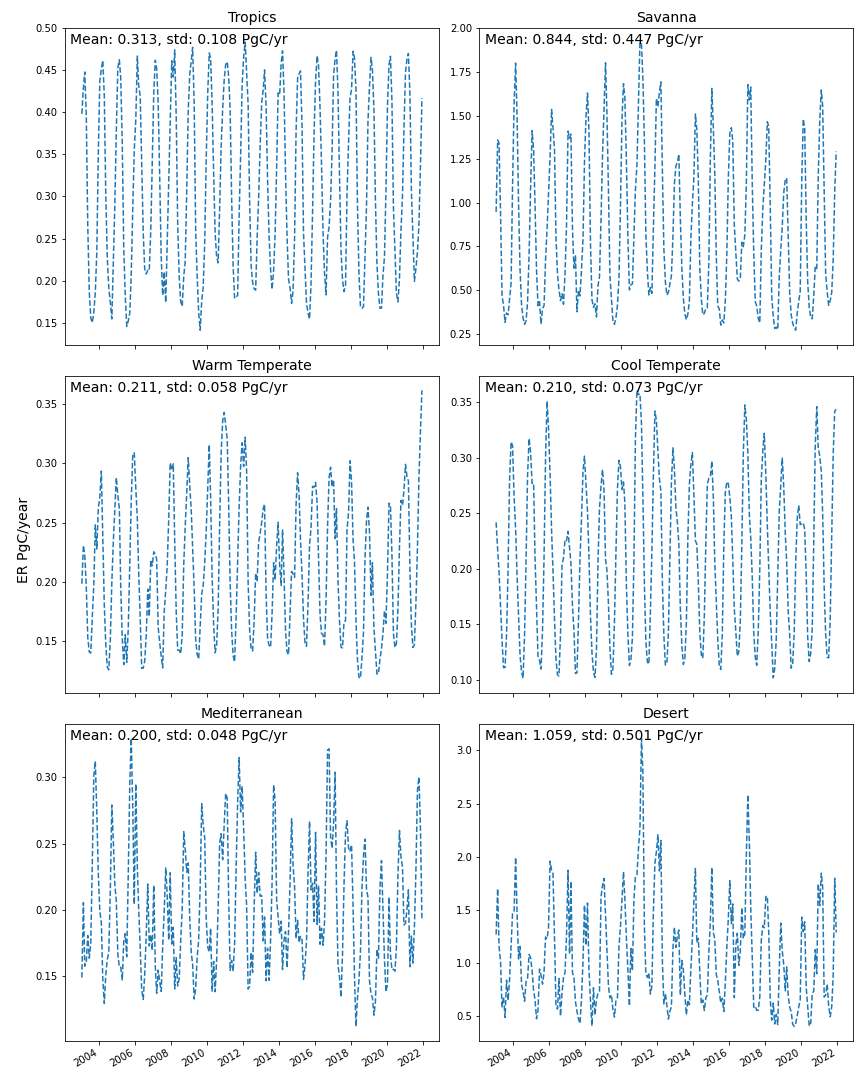 Tropics
Mean: 0.313, std: 0.108 PgC/yr
0.50
0.45
0.40
0.35
0.30
0.25
0.20
0.15
Savanna
Mean: 0.844, std: 0.447 PgC/yr
2.00
1.75
1.50
1.25
1.00
0.75
0.50
0.25
Warm Temperate
Mean: 0.211, std: 0.058 PgC/yr
0.35
0.30
0.25
0.20
0.15
ER PgC/year
Cool Temperate
Mean: 0.210, std: 0.073 PgC/yr
0.35
0.30
0.25
0.20
0.15
0.10
Mediterranean
Mean: 0.200, std: 0.048 PgC/yr
0.30
0.25
0.20
0.15
2004 2006 2008 2010 2012 2014 2016 2018 2020 2022
Desert
Mean: 1.059, std: 0.501 PgC/yr
3.0
2.5
2.0
1.5
1.0
0.5
2004 2006 2008 2010 2012 2014 2016 2018 2020 2022